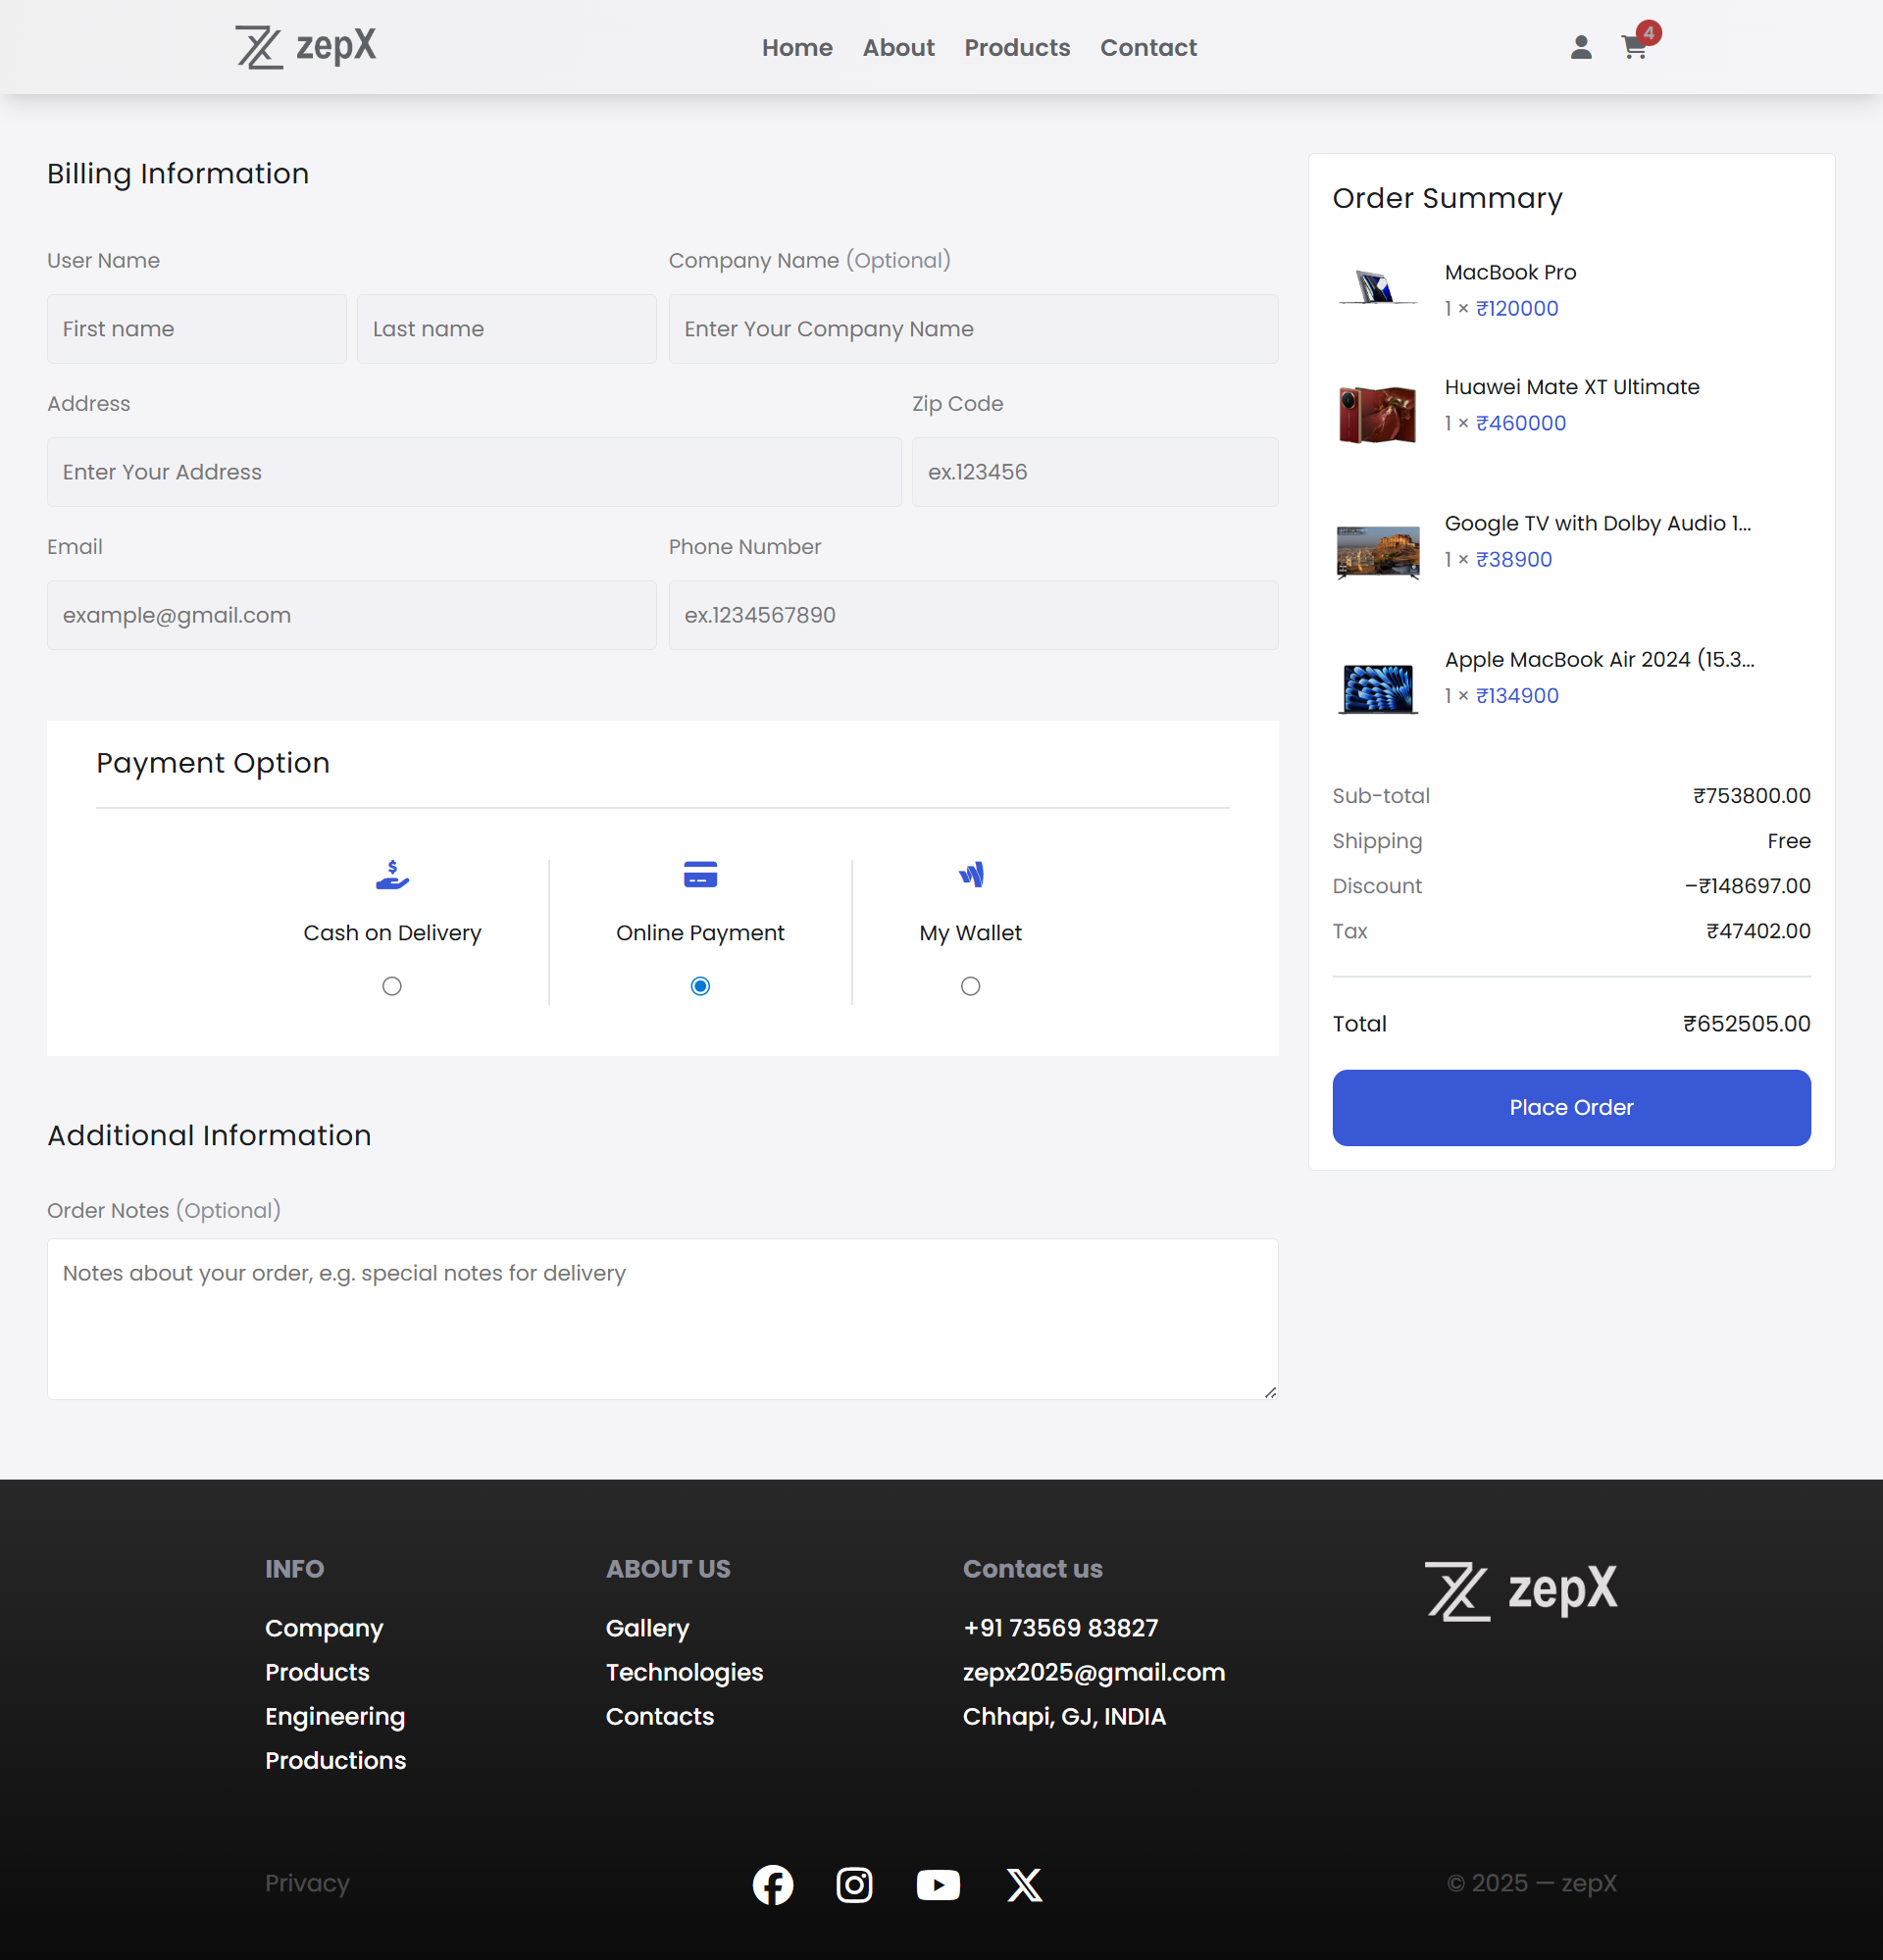 zepX
Home About Products Contact
4
Billing Information
User Name
Company Name (Optional)
First name
Last name
Enter Your Company Name
Address
Zip Code
Enter Your Address
ex.123456
Email
Phone Number
example@gmail.com
ex.1234567890
Payment Option
Cash on Delivery
Online Payment
My Wallet
Additional Information
Order Notes (Optional)
Notes about your order, e.g. special notes for delivery
Order Summary
MacBook Pro
1 × ₹120000
Huawei Mate XT Ultimate
1 × ₹460000
Google TV with Dolby Audio 1...
1 × ₹38900
Apple MacBook Air 2024 (15.3...
1 × ₹134900
Sub-total ₹753800.00
Shipping Free
Discount –₹148697.00
Tax ₹47402.00
Total ₹652505.00
Place Order
INFO
Company
Products
Engineering
Productions
ABOUT US
Gallery
Technologies
Contacts
Contact us
+91 73569 83827
zepx2025@gmail.com
Chhapi, GJ, INDIA
zepX
Privacy
© 2025 — zepX